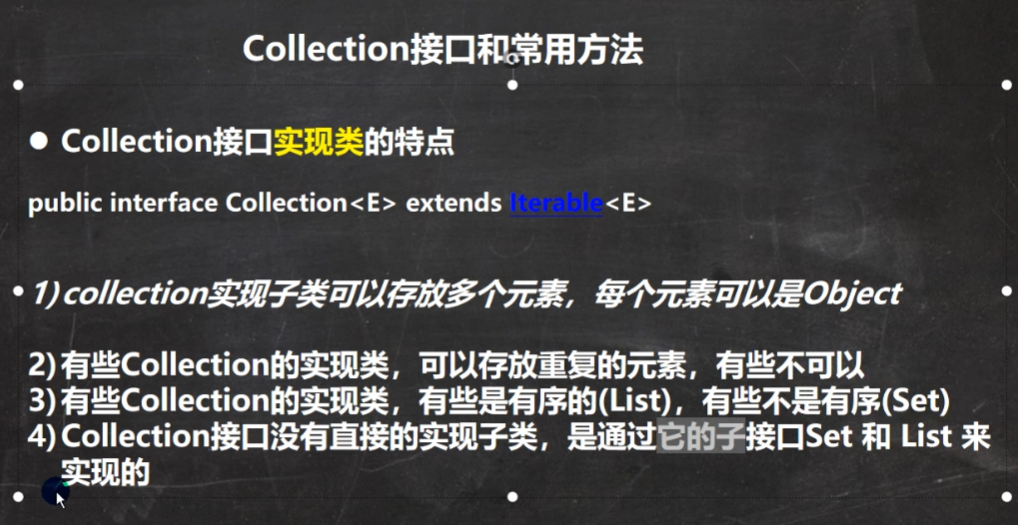 Collection接口和常用方法
● Collection接口实现类的特点
public interface Collection<E> extends Iterable<E>
1)collection实现子类可以存放多个元素，每个元素可以是Object
2)有些Collection的实现类，可以存放重复的元素，有些不可以
3)有些Collection的实现类，有些是有序的(List)，有些不是有序(Set)
4)Collection接口没有直接的实现子类，是通过它的子接口Set 和 List 来
实现的